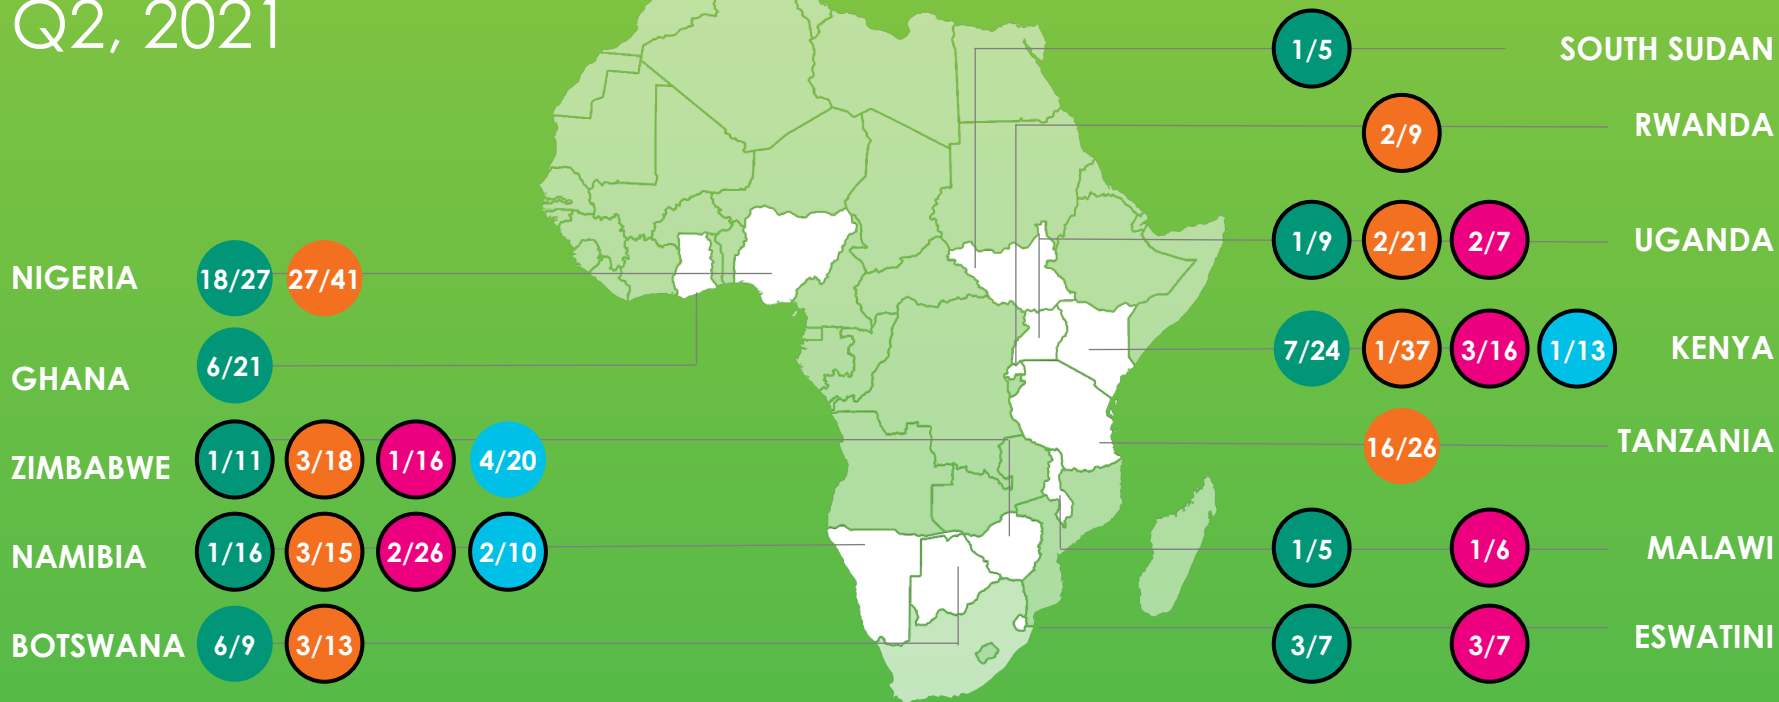 Q2, 2021
NIGERIA 18/27 27/41
GHANA 6/21
ZIMBABWE 1/11 3/18 1/16 4/20
NAMIBIA 1/16 3/15 2/26 2/10
BOTSWANA 6/9 3/13
1/5 SOUTH SUDAN
2/9 RWANDA
1/9 2/21 2/7 UGANDA
7/24 1/37 3/16 1/13 KENYA
16/26 TANZANIA
1/5 1/6 MALAWI
3/7 3/7 ESWATINI